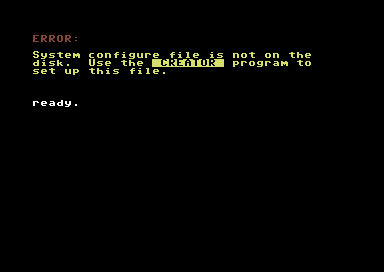 ERROR:
System configure file is not on the
disk.  Use the  CREATOR  program to
set up this file.
ready.